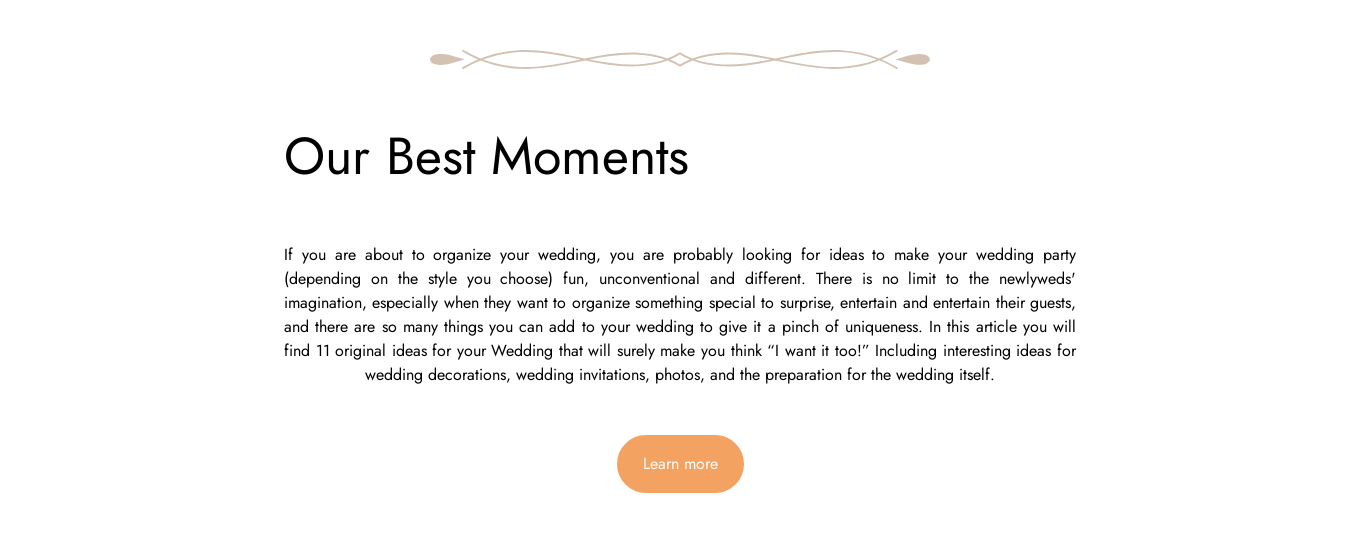 Our Best Moments
If you are about to organize your wedding, you are probably looking for ideas to make your wedding party
(depending on the style you choose) fun, unconventional and different. There is no limit to the newlyweds'
imagination, especially when they want to organize something special to surprise, entertain and entertain their guests,
and there are so many things you can add to your wedding to give it a pinch of uniqueness. In this article you will
find 11 original ideas for your Wedding that will surely make you think “I want it too!” Including interesting ideas for
wedding decorations, wedding invitations, photos, and the preparation for the wedding itself.
Learn more